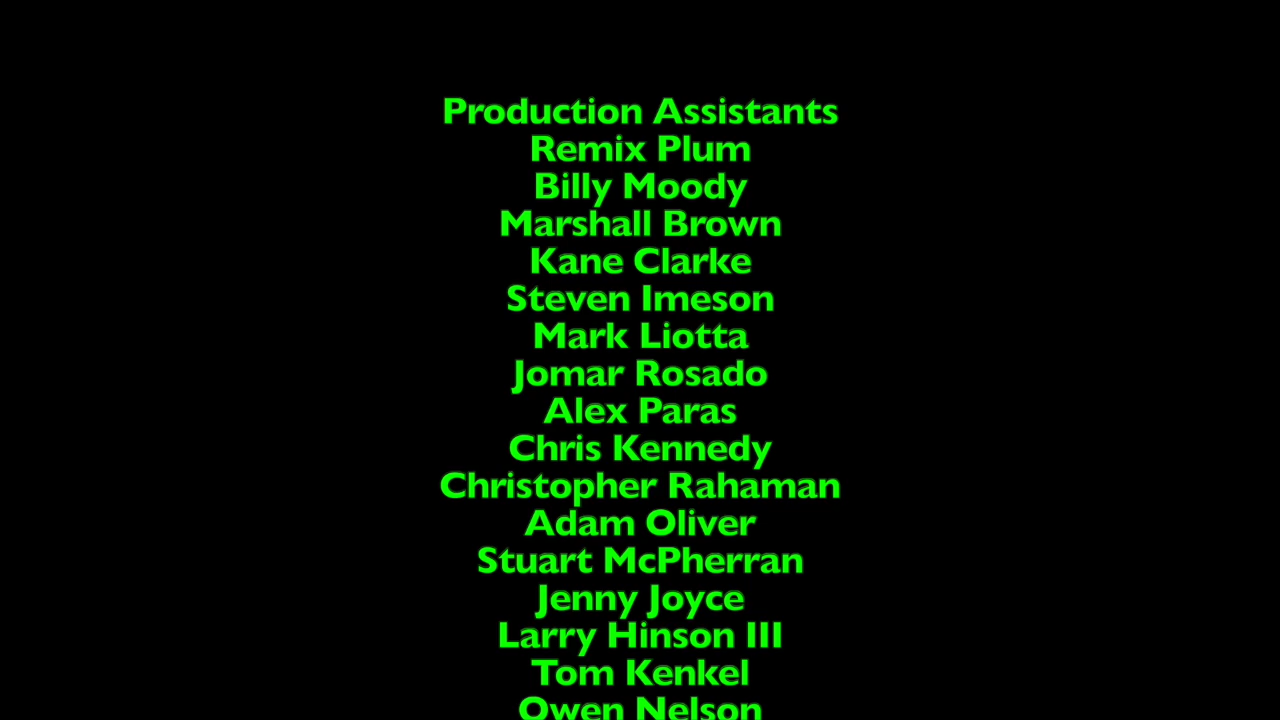 Production Assistants
Remix Plum
Billy Moody
Marshall Brown
Kane Clarke
Steven Imeson
Mark Liotta
Jomar Rosado
Alex Paras
Chris Kennedy
Christopher Rahaman
Adam Oliver
Stuart McPherran
Jenny Joyce
Larry Hinson III
Tom Kenkel
Owen Nelson